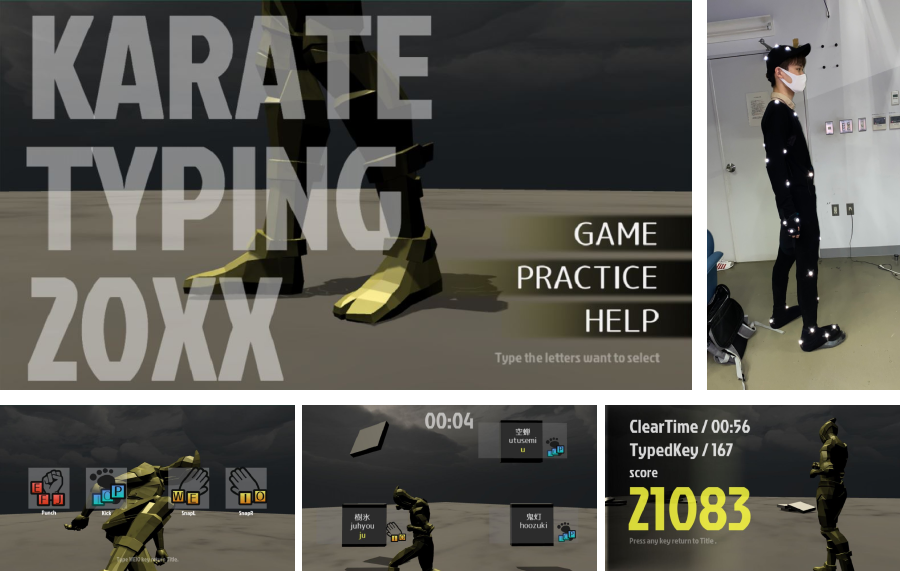 KARATE
TYPING
20XX
GAME
PRACTICE
HELP
Type the letters want to select
E F J
Punch
Kick
W E
SnapL
I O
SnapR
00:04
空蝉
utusemi
u
樹氷
juhyou
ju
I O
鬼灯
hoozuki
ClearTime / 00:56
TypedKey / 167
score
21083
Press any key return to Title.